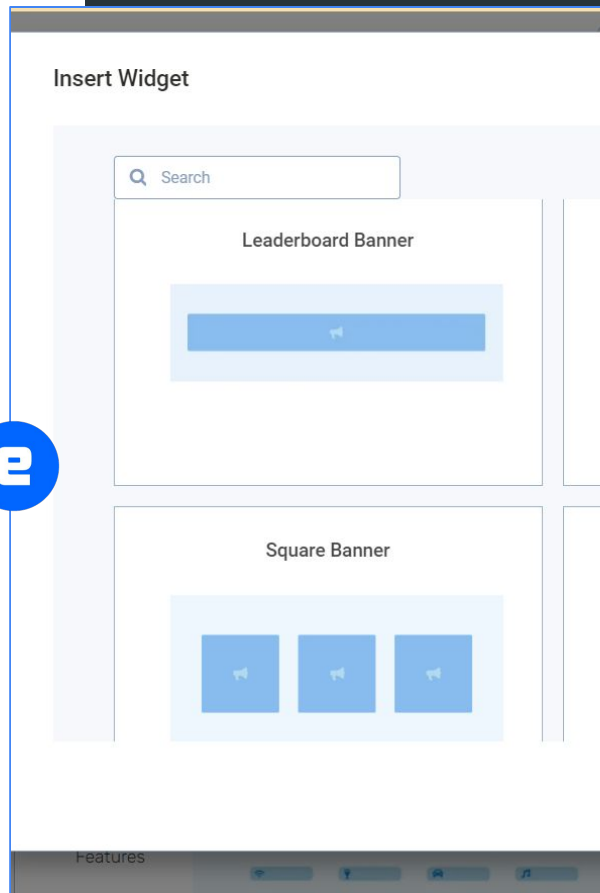 Insert Widget
Search
Leaderboard Banner
e
Square Banner
Features